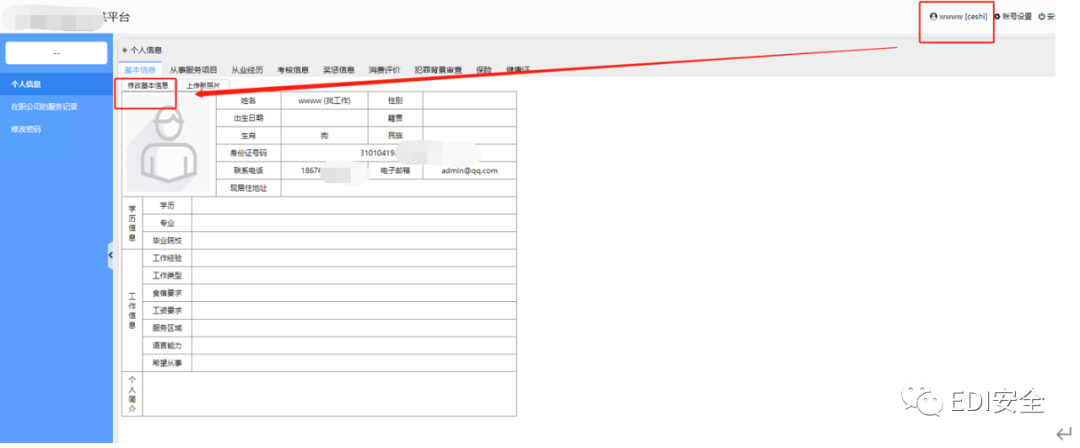 共平台
wwww [ceshi] 帐号设置 安
--
个人信息
在职公司的服务记录
修改密码
个人信息
基本信息 从事服务项目 从业经历 考核信息 奖惩信息 消费评价 犯罪背景审查 保险 健康证
修改基本信息 上传新照片
姓名 wwww (找工作) 性别
出生日期 籍贯
生肖 狗 民族
身份证号码 31010419
联系电话 1867 电子邮箱 admin@qq.com
现居住地址
学历信息
学历
专业
毕业院校
工作信息
工作经验
工作类型
食宿要求
工资要求
服务区域
语言能力
希望从事
个人简介
EDI安全